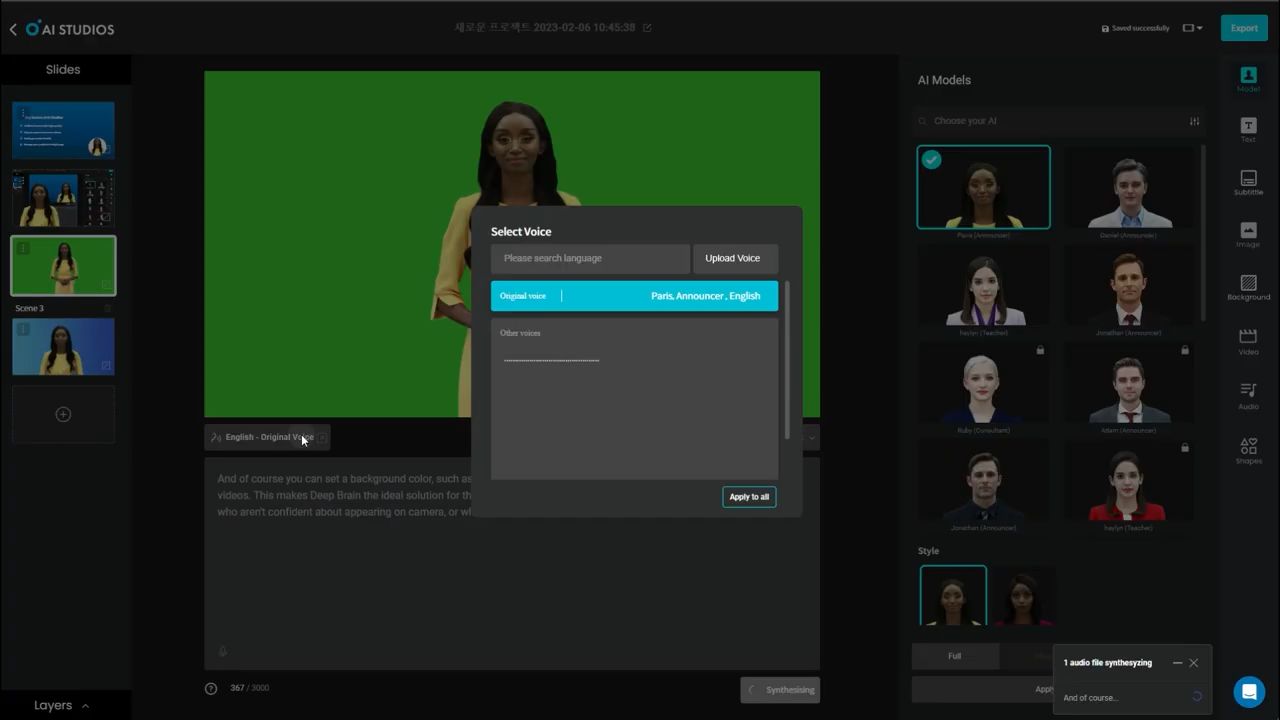 AI STUDIOS
새로운 프로젝트 2023-02-06 10:45:38
Saved successfully
Export
Slides
Scene 3
Layers
English - Original Voice
And of course you can set a background color, such as
videos. This makes Deep Brain the ideal solution for th
who aren't confident about appearing on camera, or wh
367 / 3000
Synthesising
Select Voice
Please search language
Upload Voice
Original voice
Paris, Announcer , English
Other voices
Apply to all
AI Models
Choose your AI
Paris (Announcer)
Daniel (Announcer)
haylyn (Teacher)
Jonathan (Announcer)
Ruby (Consultant)
Adam (Announcer)
Jonathan (Announcer)
haylyn (Teacher)
Style
Full
Apply
1 audio file synthesyzing
And of course...
Model
Text
Subtitle
Image
Background
Video
Audio
Shapes